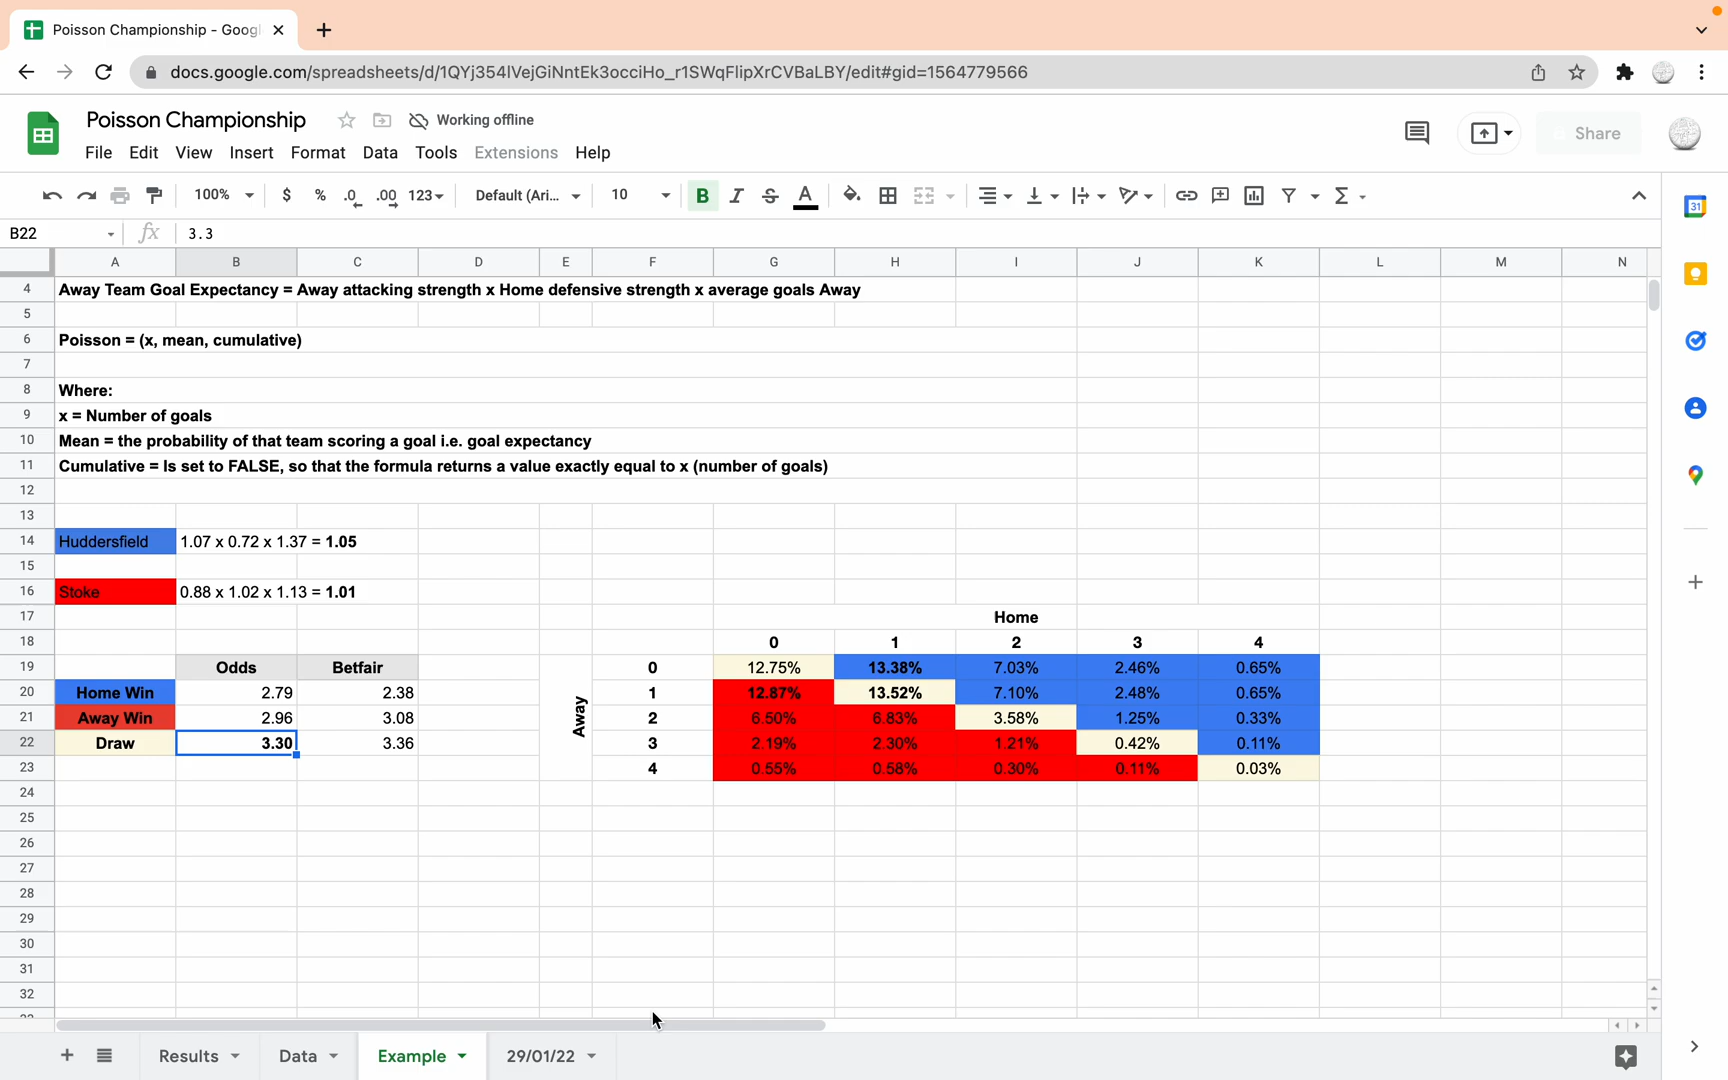 Poisson Championship - Goog
docs.google.com/spreadsheets/d/1QYj354lVejGiNntEk3occiHo_r1SWqFlipXrCVBaLBY/edit#gid=1564779566
Poisson Championship Working offline
File Edit View Insert Format Data Tools Extensions Help
Share
100% $ % .0 .00 123 Default (Ari... 10 B I S A Σ
31
B22 fx 3.3
A B C D E F G H I J K L M N
4 Away Team Goal Expectancy = Away attacking strength x Home defensive strength x average goals Away
5
6 Poisson = (x, mean, cumulative)
7
8 Where:
9 x = Number of goals
10 Mean = the probability of that team scoring a goal i.e. goal expectancy
11 Cumulative = Is set to FALSE, so that the formula returns a value exactly equal to x (number of goals)
12
13
14 Huddersfield 1.07 x 0.72 x 1.37 = 1.05
15
16 Stoke 0.88 x 1.02 x 1.13 = 1.01
17 Home
18 0 1 2 3 4
19 Odds Betfair 0 12.75% 13.38% 7.03% 2.46% 0.65%
20 Home Win 2.79 2.38 1 12.87% 13.52% 7.10% 2.48% 0.65%
21 Away Win 2.96 3.08 Away 2 6.50% 6.83% 3.58% 1.25% 0.33%
22 Draw 3.30 3.36 3 2.19% 2.30% 1.21% 0.42% 0.11%
23 4 0.55% 0.58% 0.30% 0.11% 0.03%
24
25
26
27
28
29
30
31
32
Results Data Example 29/01/22